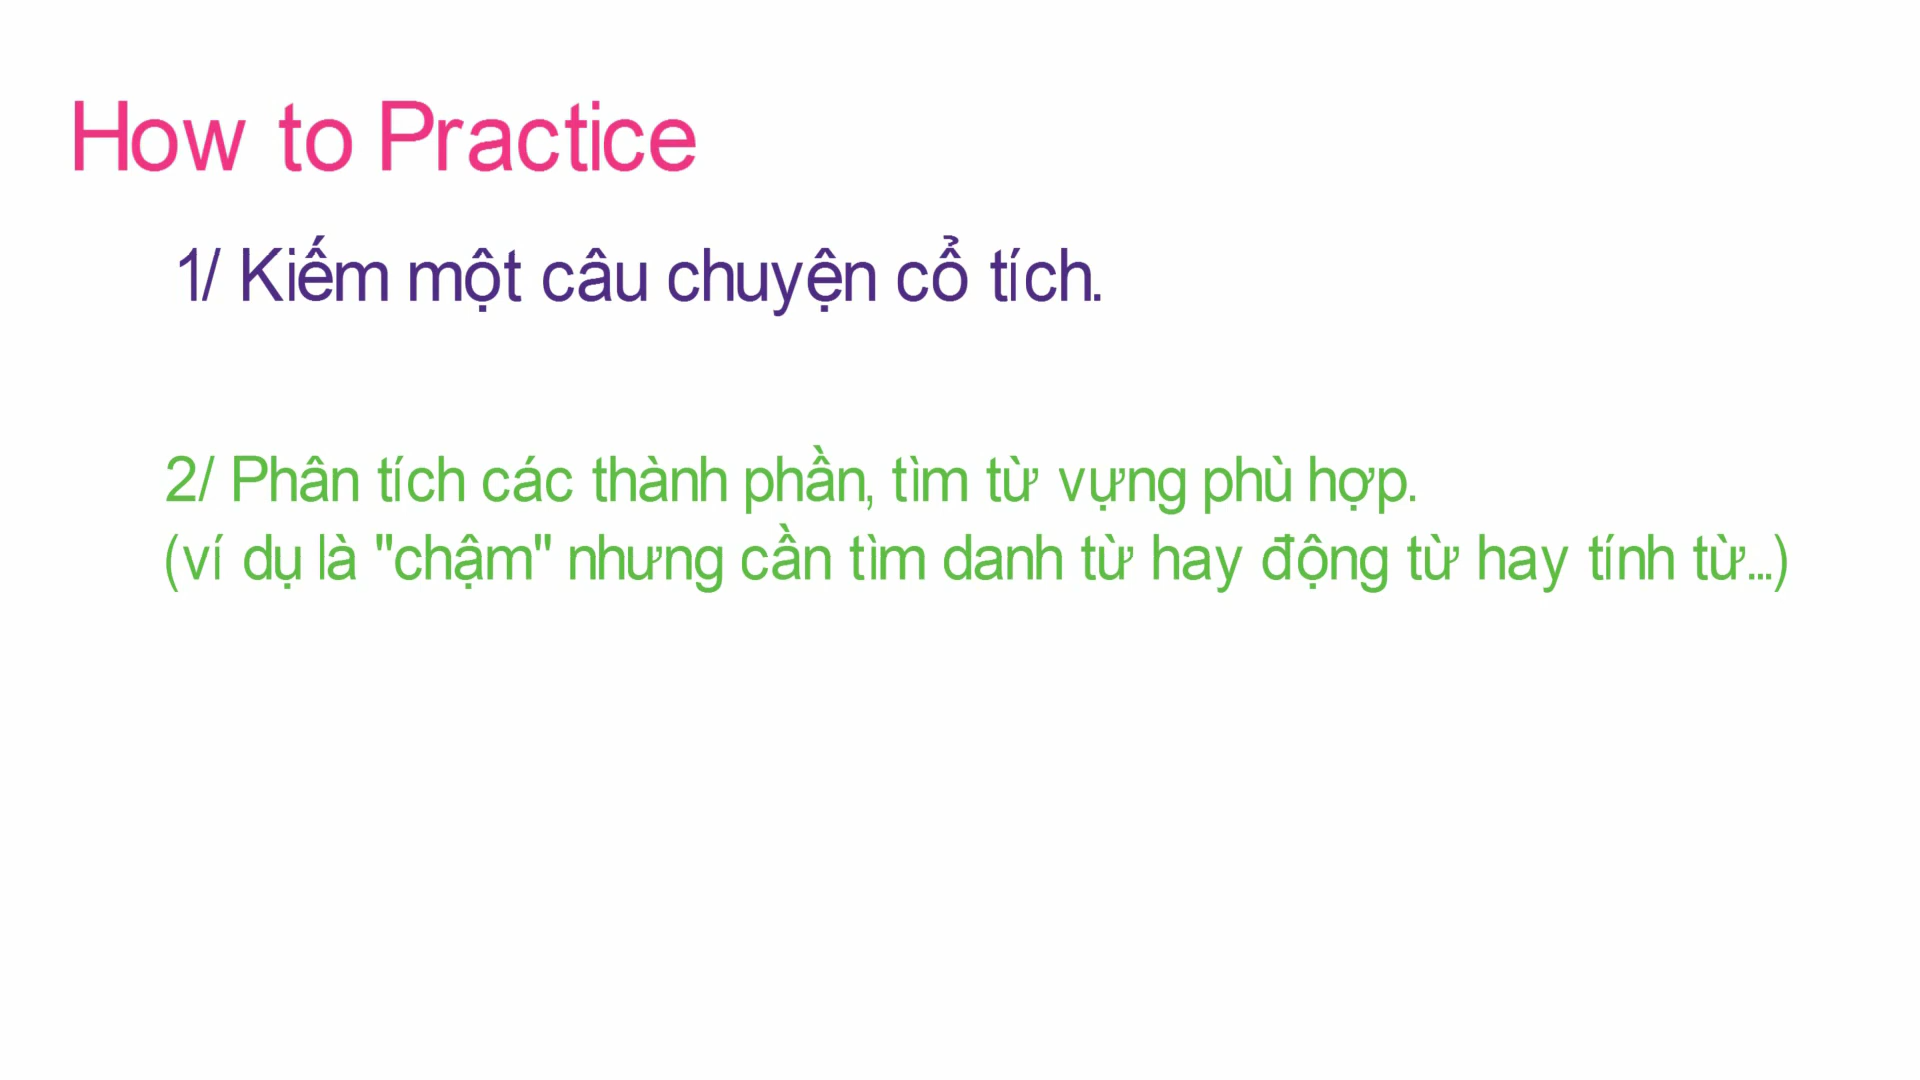 How to Practice
1/ Kiếm một câu chuyện cổ tích.
2/ Phân tích các thành phần, tìm từ vựng phù hợp.
(ví dụ là "chậm" nhưng cần tìm danh từ hay động từ hay tính từ...)